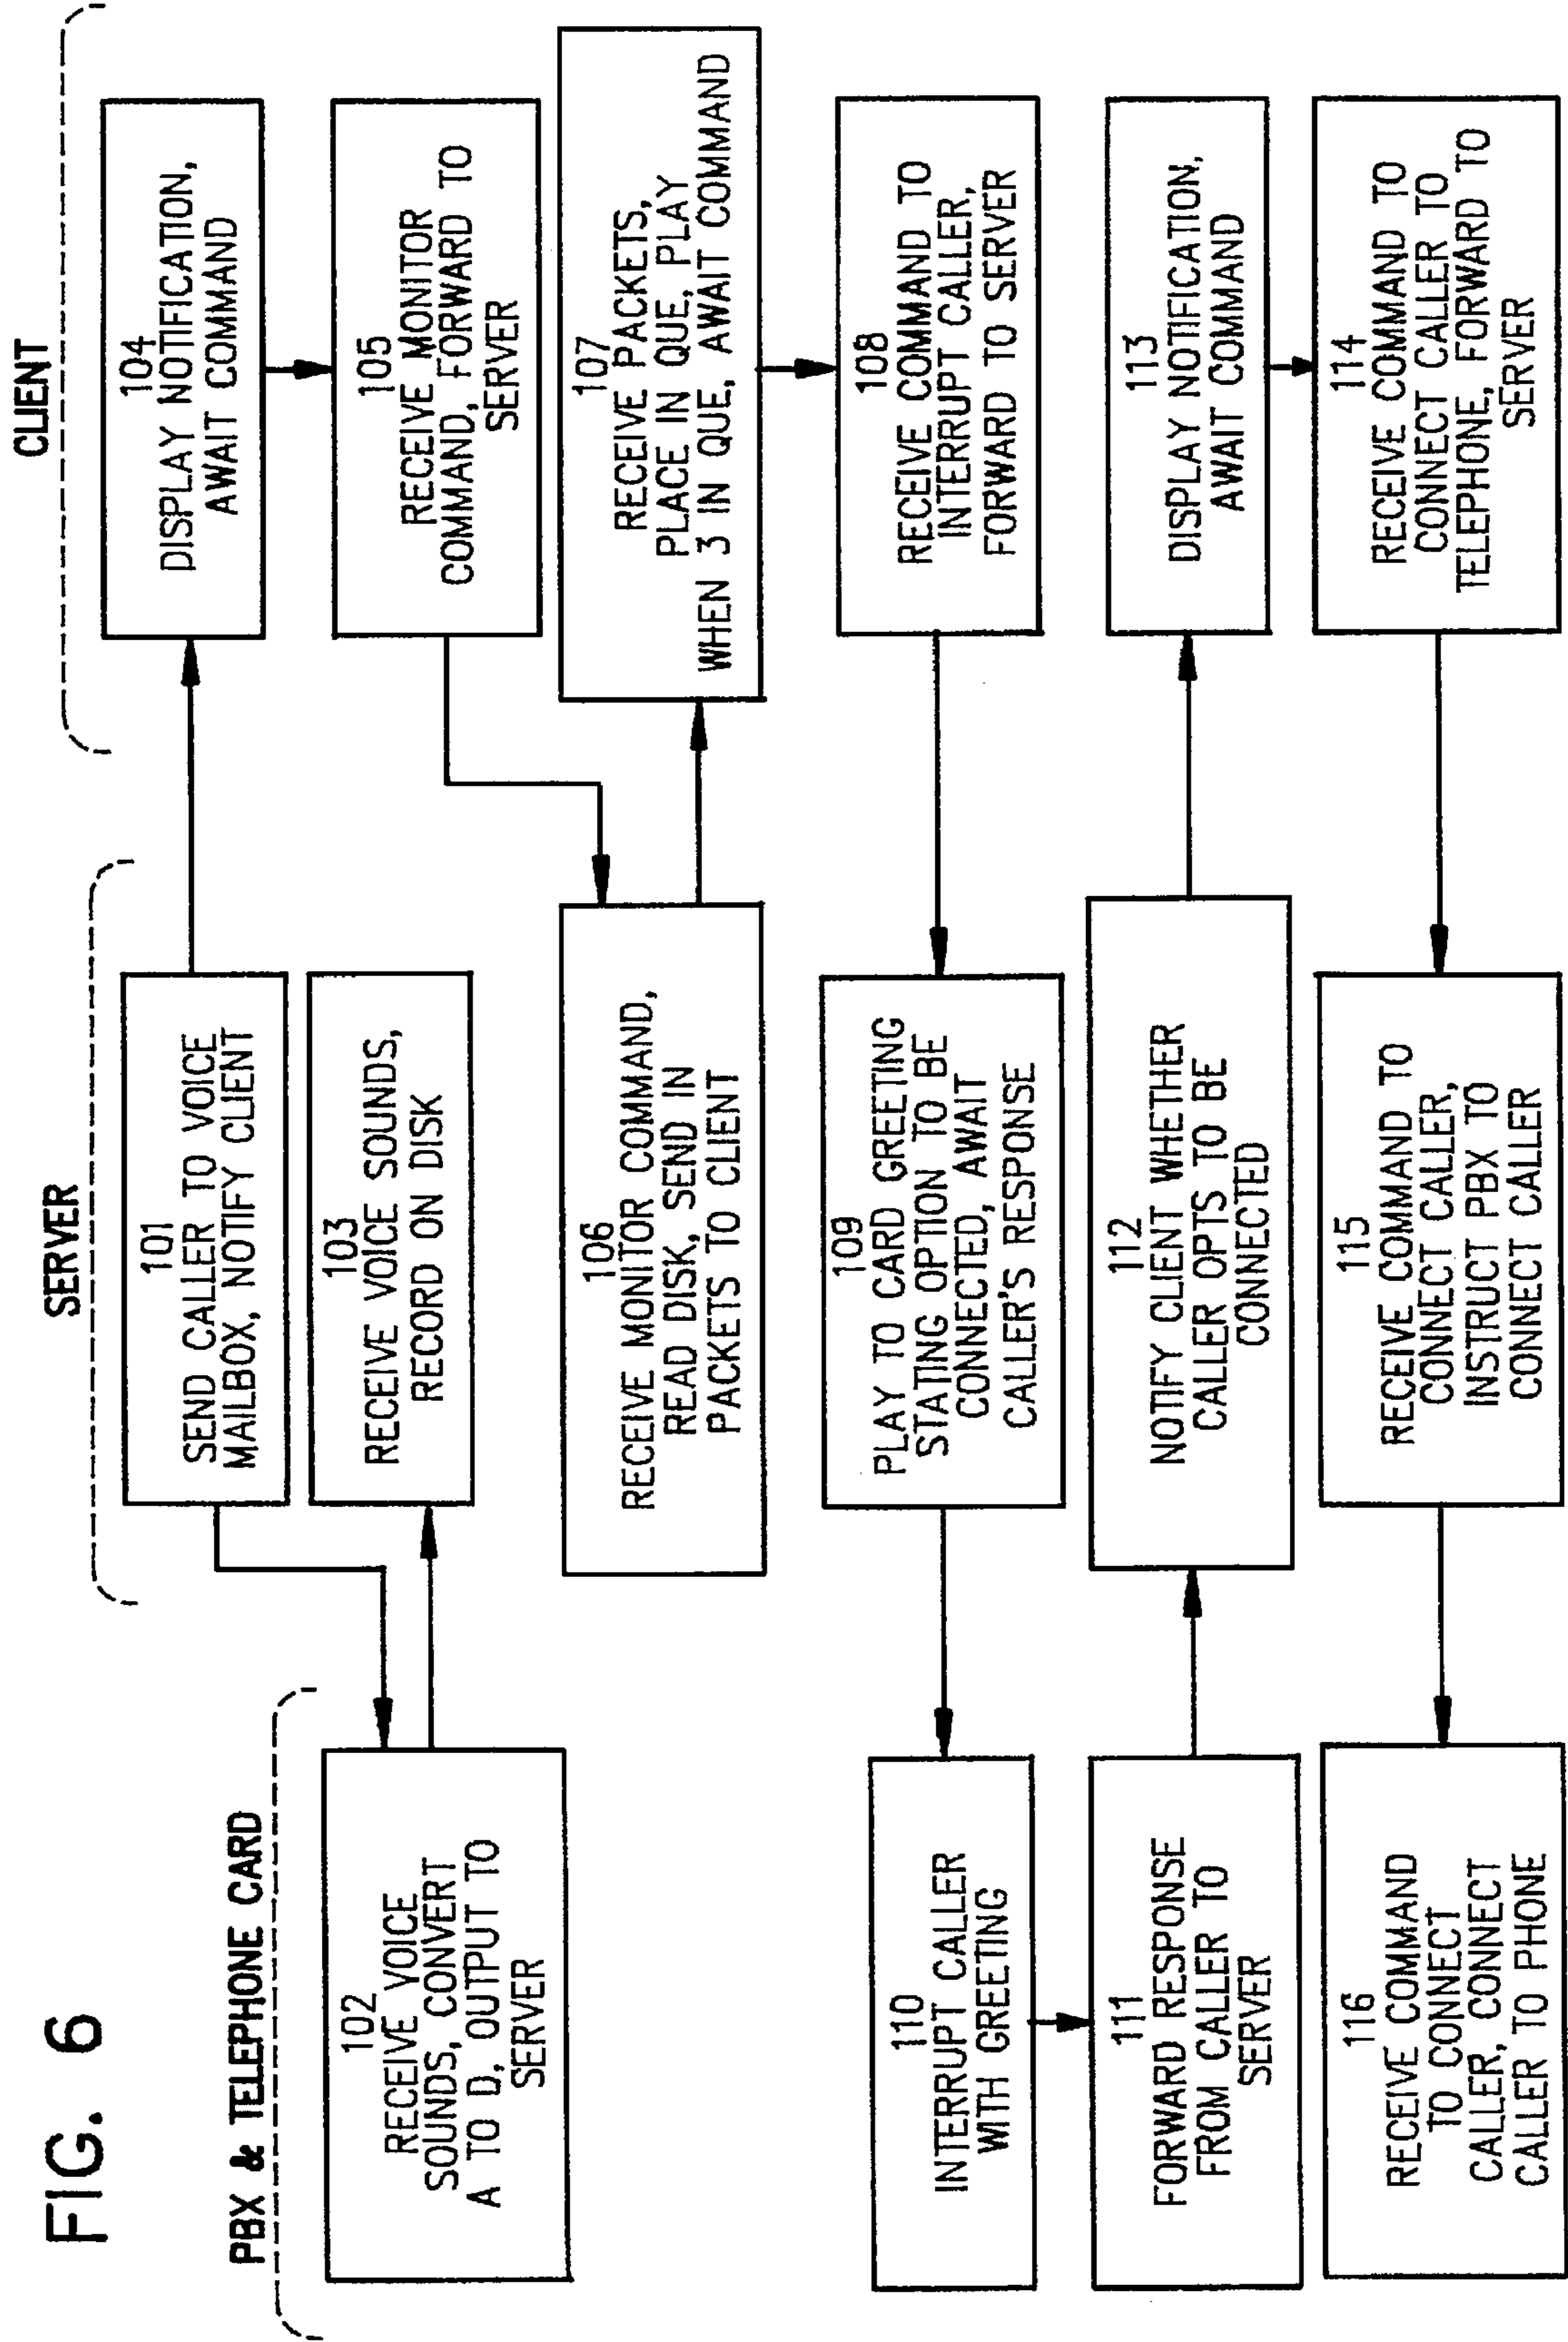 FIG. 6
PBX & TELEPHONE CARD
SERVER
CLIENT
101
SEND CALLER TO VOICE
MAILBOX, NOTIFY CLIENT
102
RECEIVE VOICE
SOUNDS, CONVERT
A TO D, OUTPUT TO
SERVER
103
RECEIVE VOICE SOUNDS,
RECORD ON DISK
104
DISPLAY NOTIFICATION,
AWAIT COMMAND
105
RECEIVE MONITOR
COMMAND, FORWARD TO
SERVER
106
RECEIVE MONITOR COMMAND,
READ DISK, SEND IN
PACKETS TO CLIENT
107
RECEIVE PACKETS,
PLACE IN QUE, PLAY
WHEN 3 IN QUE, AWAIT COMMAND
108
RECEIVE COMMAND TO
INTERRUPT CALLER,
FORWARD TO SERVER
109
PLAY TO CARD GREETING
STATING OPTION TO BE
CONNECTED, AWAIT
CALLER'S RESPONSE
110
INTERRUPT CALLER
WITH GREETING
111
FORWARD RESPONSE
FROM CALLER TO
SERVER
112
NOTIFY CLIENT WHETHER
CALLER OPTS TO BE
CONNECTED
113
DISPLAY NOTIFICATION,
AWAIT COMMAND
114
RECEIVE COMMAND TO
CONNECT CALLER TO
TELEPHONE, FORWARD TO
SERVER
115
RECEIVE COMMAND TO
CONNECT CALLER,
INSTRUCT PBX TO
CONNECT CALLER
116
RECEIVE COMMAND
TO CONNECT
CALLER, CONNECT
CALLER TO PHONE